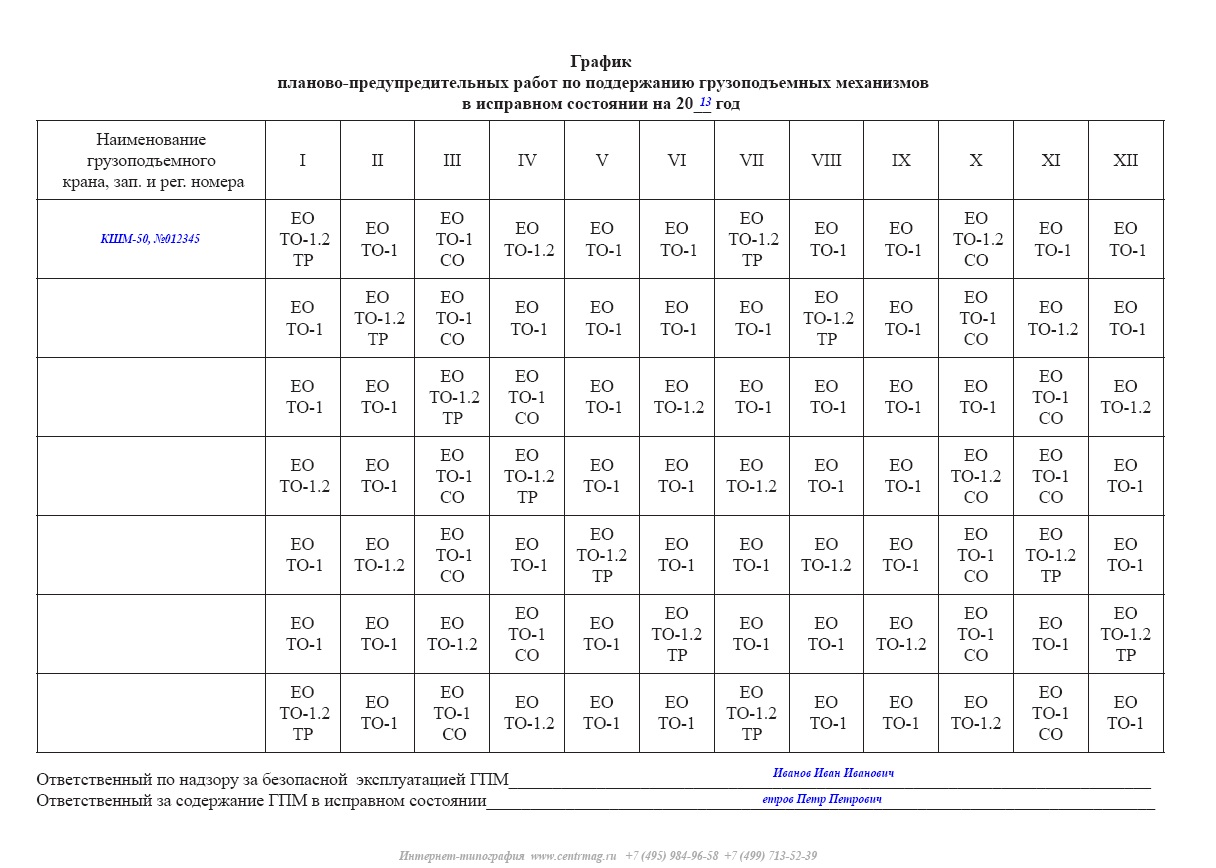 График
планово-предупредительных работ по поддержанию грузоподъемных механизмов
в исправном состоянии на 20 13 год
Наименование
грузоподъемного
крана, зап. и рег. номера
I II III IV V VI VII VIII IX X XI XII
КШМ-50, №012345
ЕО ТО-1.2 ТР
ЕО ТО-1
ЕО ТО-1 СО
ЕО ТО-1.2
ЕО ТО-1
ЕО ТО-1
ЕО ТО-1.2 ТР
ЕО ТО-1
ЕО ТО-1
ЕО ТО-1.2 СО
ЕО ТО-1
ЕО ТО-1
ЕО ТО-1
ЕО ТО-1.2 ТР
ЕО ТО-1 СО
ЕО ТО-1
ЕО ТО-1
ЕО ТО-1
ЕО ТО-1
ЕО ТО-1.2 ТР
ЕО ТО-1
ЕО ТО-1 СО
ЕО ТО-1.2
ЕО ТО-1
ЕО ТО-1
ЕО ТО-1
ЕО ТО-1.2 ТР
ЕО ТО-1 СО
ЕО ТО-1
ЕО ТО-1.2
ЕО ТО-1
ЕО ТО-1
ЕО ТО-1
ЕО ТО-1
ЕО ТО-1 СО
ЕО ТО-1.2
ЕО ТО-1.2
ЕО ТО-1
ЕО ТО-1 СО
ЕО ТО-1.2 ТР
ЕО ТО-1
ЕО ТО-1
ЕО ТО-1.2
ЕО ТО-1
ЕО ТО-1
ЕО ТО-1.2 СО
ЕО ТО-1 СО
ЕО ТО-1
ЕО ТО-1
ЕО ТО-1.2
ЕО ТО-1 СО
ЕО ТО-1
ЕО ТО-1.2 ТР
ЕО ТО-1
ЕО ТО-1
ЕО ТО-1.2
ЕО ТО-1
ЕО ТО-1 СО
ЕО ТО-1.2 ТР
ЕО ТО-1
ЕО ТО-1
ЕО ТО-1
ЕО ТО-1.2
ЕО ТО-1 СО
ЕО ТО-1
ЕО ТО-1.2 ТР
ЕО ТО-1
ЕО ТО-1
ЕО ТО-1.2
ЕО ТО-1 СО
ЕО ТО-1
ЕО ТО-1.2 ТР
ЕО ТО-1.2 ТР
ЕО ТО-1
ЕО ТО-1 СО
ЕО ТО-1.2
ЕО ТО-1
ЕО ТО-1
ЕО ТО-1.2 ТР
ЕО ТО-1
ЕО ТО-1
ЕО ТО-1.2
ЕО ТО-1 СО
ЕО ТО-1
Ответственный по надзору за безопасной эксплуатацией ГПМ Иванов Иван Иванович
Ответственный за содержание ГПМ в исправном состоянии етров Петр Петрович
Интернет-типография www.centrmag.ru +7 (495) 984-96-58 +7 (499) 713-52-39